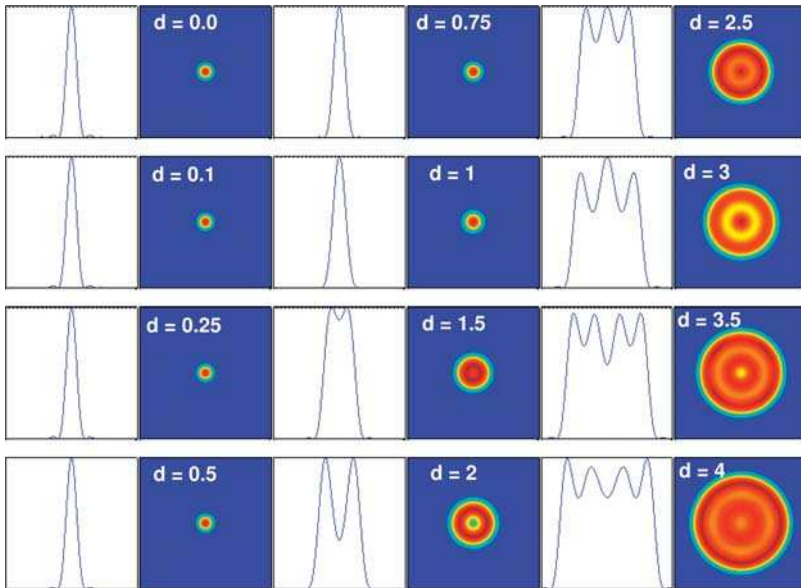 d = 0.0
d = 0.75
d = 2.5
d = 0.1
d = 1
d = 3
d = 0.25
d = 1.5
d = 3.5
d = 0.5
d = 2
d = 4